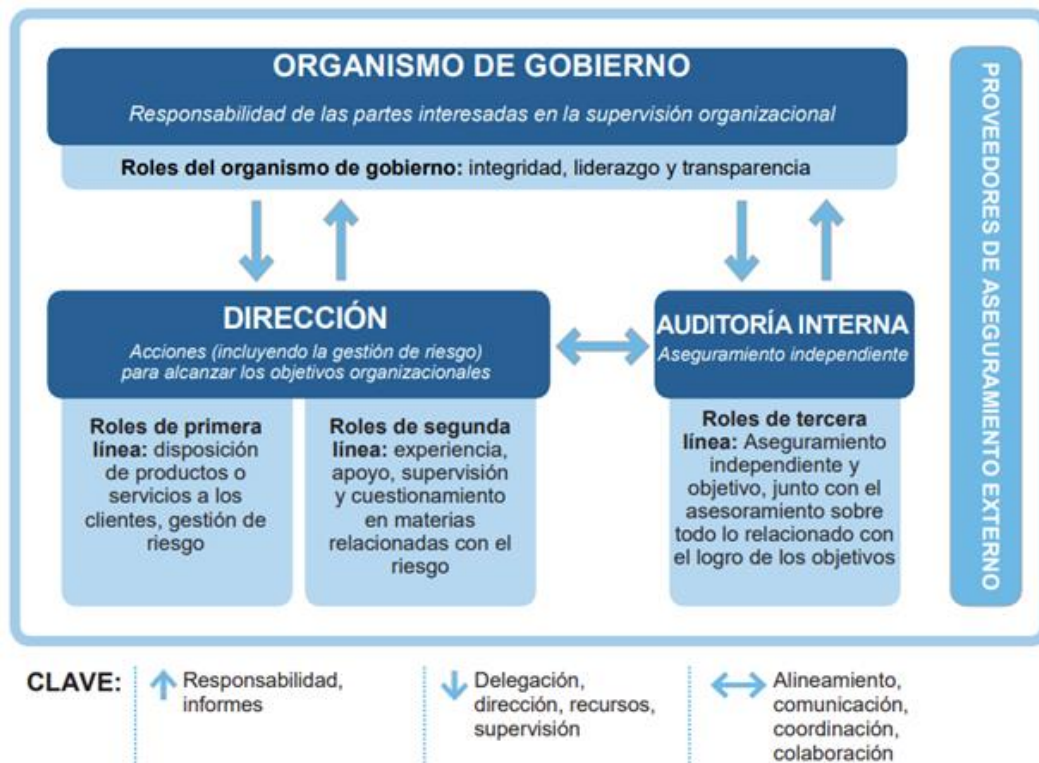 ORGANISMO DE GOBIERNO
Responsabilidad de las partes interesadas en la supervisión organizacional
Roles del organismo de gobierno: integridad, liderazgo y transparencia
DIRECCIÓN
Acciones (incluyendo la gestión de riesgo)
para alcanzar los objetivos organizacionales
Roles de primera
línea: disposición
de productos o
servicios a los
clientes, gestión de
riesgo
Roles de segunda
línea: experiencia,
apoyo, supervisión
y cuestionamiento
en materias
relacionadas con el
riesgo
AUDITORÍA INTERNA
Aseguramiento independiente
Roles de tercera
línea: Aseguramiento
independiente y
objetivo, junto con el
asesoramiento sobre
todo lo relacionado con
el logro de los objetivos
PROVEEDORES DE ASEGURAMIENTO EXTERNO
CLAVE:
Responsabilidad,
informes
Delegación,
dirección, recursos,
supervisión
Alineamiento,
comunicación,
coordinación,
colaboración